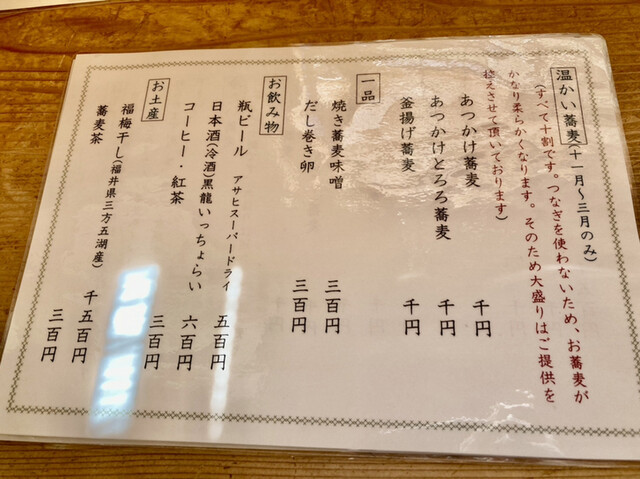 温かい蕎麦(十一月~三月のみ)
(すべて十割です。つなぎを使わないため、お蕎麦が
かなり柔らかくなります。そのため大盛りはご提供を
控えさせて頂いております)
あつかけ蕎麦 千円
あつかけとろろ蕎麦 千円
釜揚げ蕎麦 千円
一品
焼き蕎麦味噌 三百円
だし巻き卵 三百円
お飲み物
瓶ビール アサヒスーパードライ 五百円
日本酒(冷酒)黒龍いっちょらい 六百円
コーヒー・紅茶 三百円
お土産
福梅干し(福井県三方五湖産) 千五百円
蕎麦茶 三百円